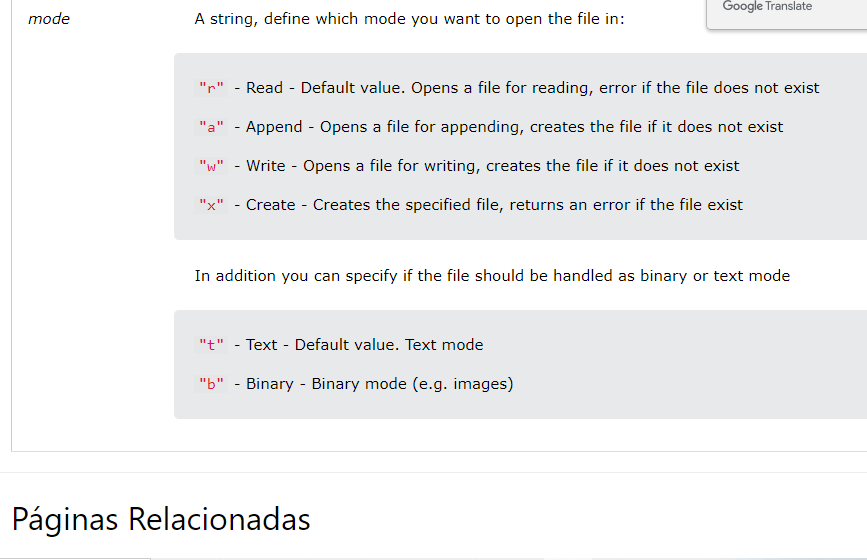 mode
A string, define which mode you want to open the file in:
Google Translate
"r" - Read - Default value. Opens a file for reading, error if the file does not exist
"a" - Append - Opens a file for appending, creates the file if it does not exist
"w" - Write - Opens a file for writing, creates the file if it does not exist
"x" - Create - Creates the specified file, returns an error if the file exist
In addition you can specify if the file should be handled as binary or text mode
"t" - Text - Default value. Text mode
"b" - Binary - Binary mode (e.g. images)
Páginas Relacionadas